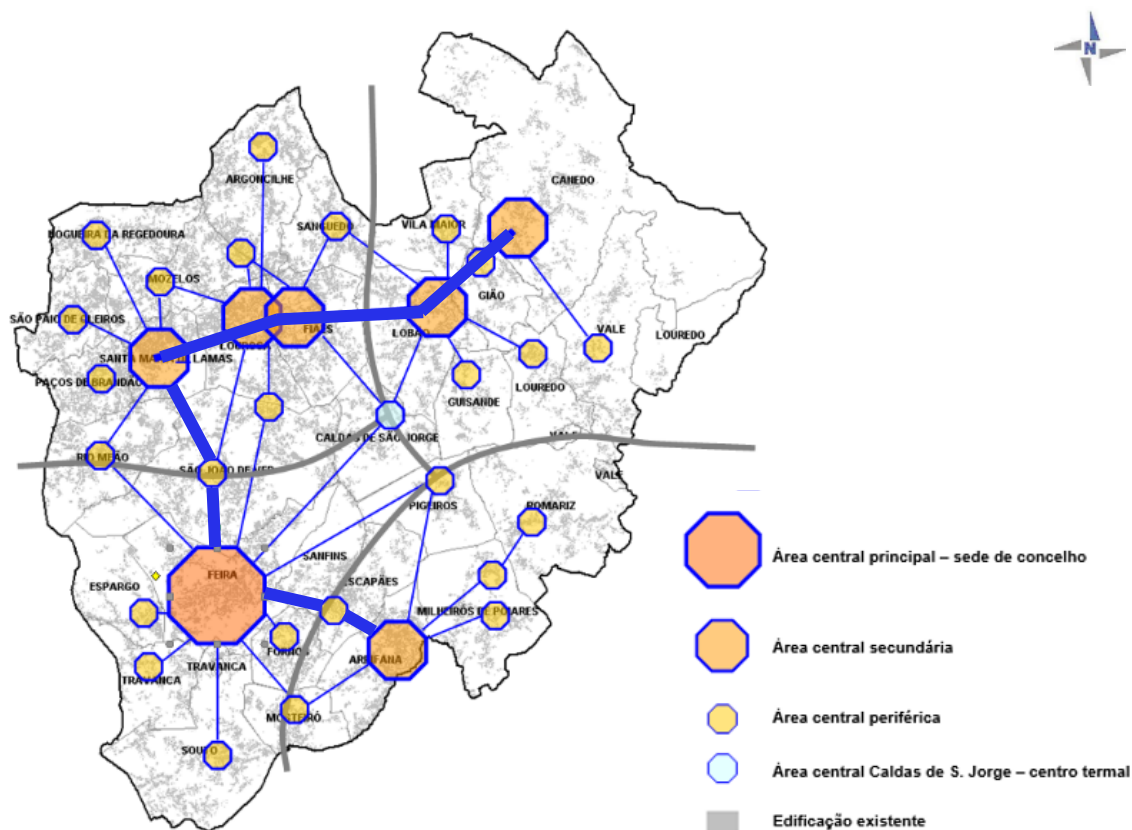 N
ARGONCILHE
CANEDO
NOGUEIRA DA REGEDOURA
SANGUEDO
VILA MAIOR
MOZELOS
GIÃO
SÃO PAIO DE OLEIROS
FIÃES
LOBÃO
VALE
LOUREDO
LOUROSA
SANTA MARIA DE LAMAS
PAÇOS DE BRANDÃO
LOUREDO
GUISANDE
CALDAS DE SÃO JORGE
VALE
RIO MEÃO
SÃO JOÃO DE VER
VALE
PIGEIROS
ROMARIZ
SANFINS
FEIRA
ESCAPÃES
ESPARGO
MILHEIRÓS DE POIARES
FORNOS
ARRIFANA
TRAVANCA
TRAVANCA
MOSTEIRÓ
SOUTO
Área central principal – sede de concelho
Área central secundária
Área central periférica
Área central Caldas de S. Jorge – centro termal
Edificação existente